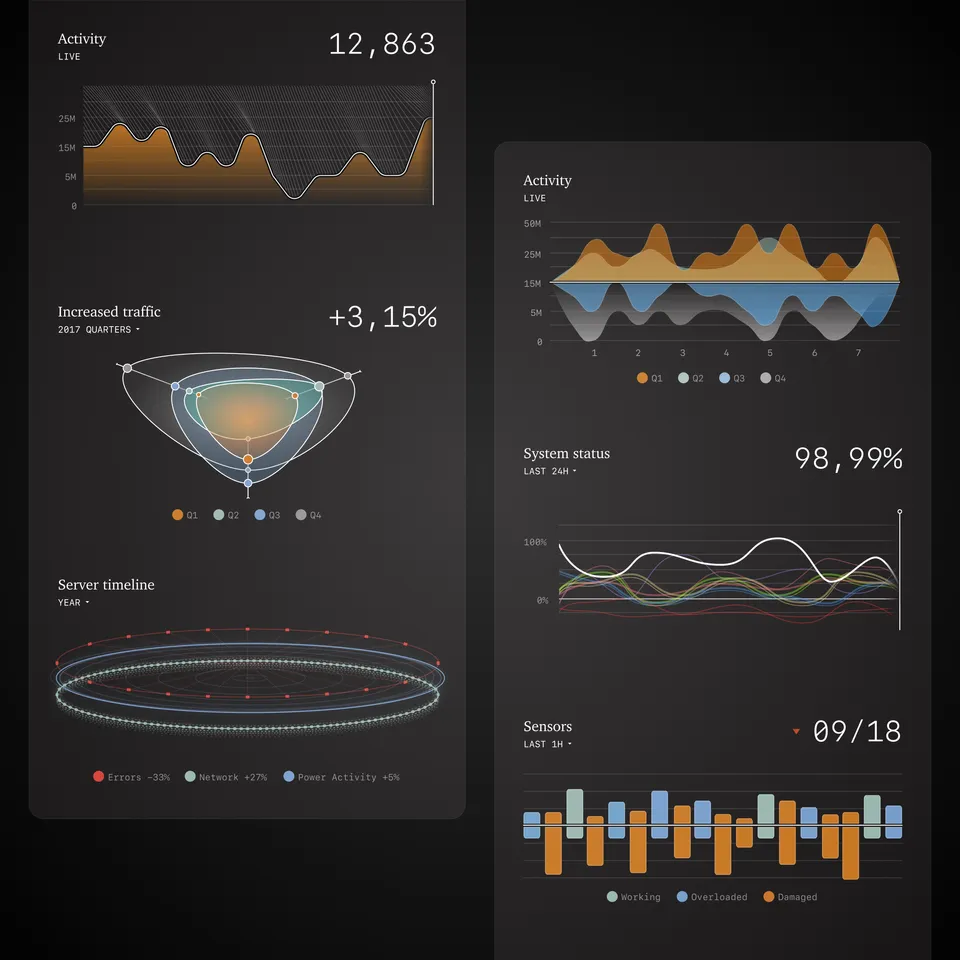 Activity
LIVE
12,863
25M
15M
5M
0
Increased traffic
2017 QUARTERS
+3,15%
Q1 Q2 Q3 Q4
Server timeline
YEAR
Errors -33% Network +27% Power Activity +5%
Activity
LIVE
50M
25M
15M
5M
0
1 2 3 4 5 6 7
Q1 Q2 Q3 Q4
System status
LAST 24H
98,99%
100%
0%
Sensors
LAST 1H
09/18
Working Overloaded Damaged